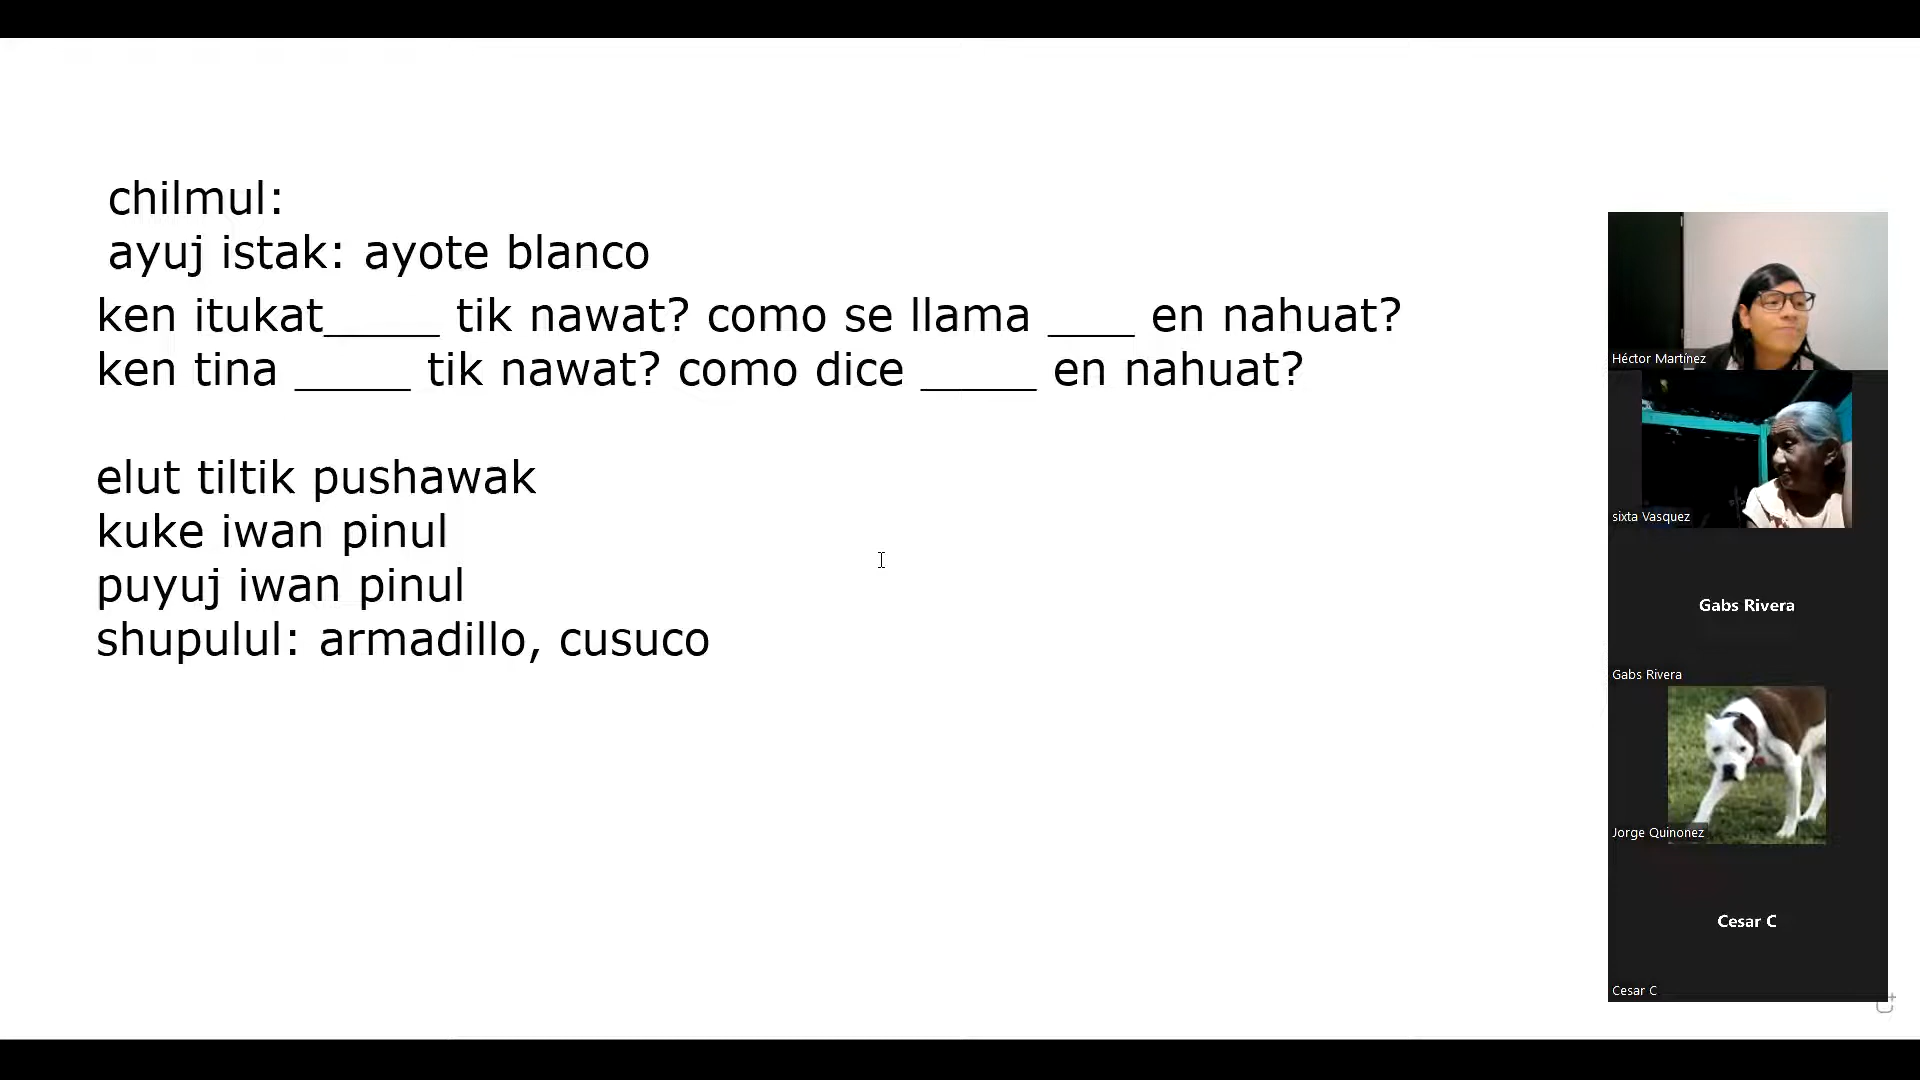 chilmul:
ayuj istak: ayote blanco
ken itukat_____ tik nawat? como se llama ____ en nahuat?
ken tina _____ tik nawat? como dice _____ en nahuat?
elut tiltik pushawak
kuke iwan pinul
puyuj iwan pinul
shupulul: armadillo, cusuco
Héctor Martínez
sixta Vasquez
Gabs Rivera
Gabs Rivera
Jorge Quinonez
Cesar C
Cesar C